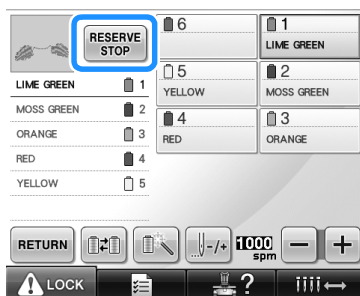 RESERVE
STOP
LIME GREEN 1
MOSS GREEN 2
ORANGE 3
RED 4
YELLOW 5
6
1
LIME GREEN
5
YELLOW
2
MOSS GREEN
4
RED
3
ORANGE
RETURN
-/+
1000
spm
− +
LOCK
?